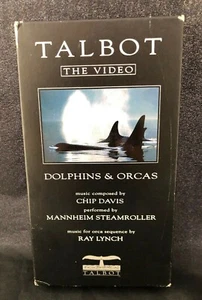 TALBOT
THE VIDEO
DOLPHINS & ORCAS
music composed by
CHIP DAVIS
performed by
MANNHEIM STEAMROLLER
music for orca sequence by
RAY LYNCH
TALBOT